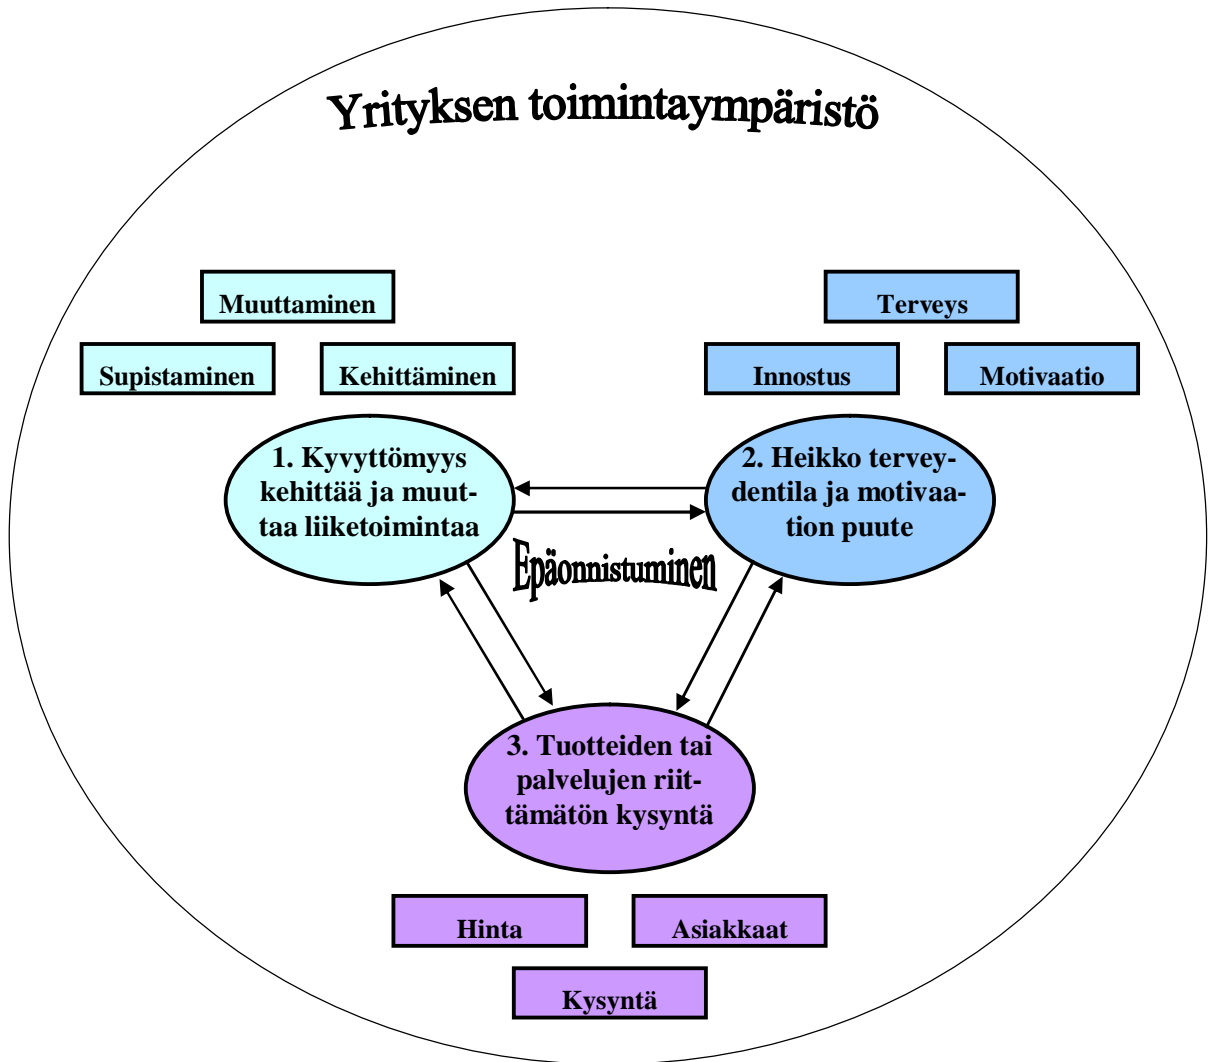 Yrityksen toimintaympäristö
Muuttaminen
Supistaminen
Kehittäminen
Terveys
Innostus
Motivaatio
1. Kyvyttömyys
kehittää ja muut-
taa liiketoimintaa
2. Heikko tervey-
dentila ja motivaa-
tion puute
Epäonnistuminen
3. Tuotteiden tai
palvelujen riit-
tämätön kysyntä
Hinta
Asiakkaat
Kysyntä